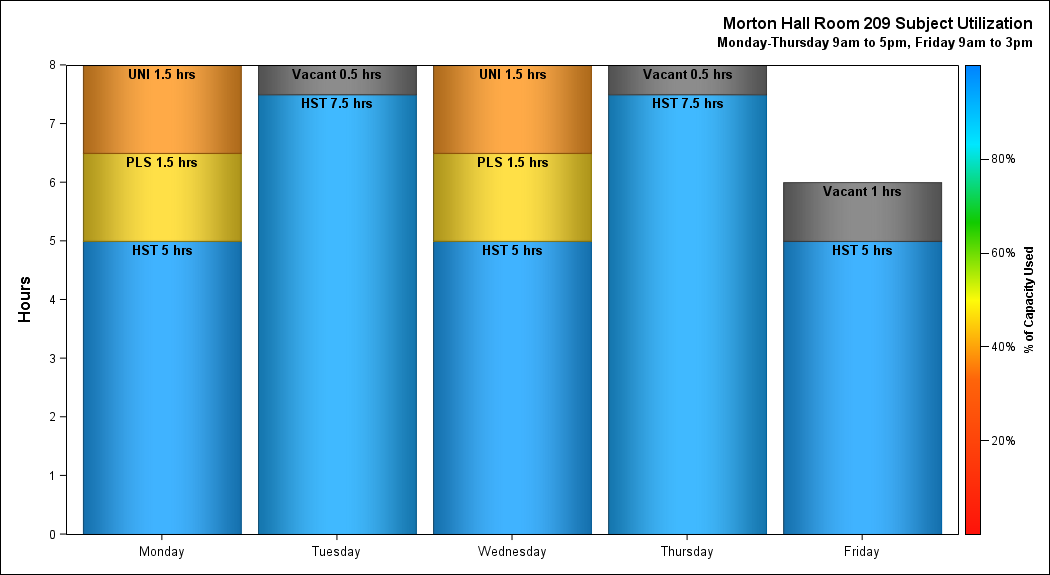 Morton Hall Room 209 Subject Utilization
Monday-Thursday 9am to 5pm, Friday 9am to 3pm
Hours
8
7
6
5
4
3
2
1
0
UNI 1.5 hrs
PLS 1.5 hrs
HST 5 hrs
Vacant 0.5 hrs
HST 7.5 hrs
UNI 1.5 hrs
PLS 1.5 hrs
HST 5 hrs
Vacant 0.5 hrs
HST 7.5 hrs
Vacant 1 hrs
HST 5 hrs
Monday
Tuesday
Wednesday
Thursday
Friday
80%
60%
40%
20%
% of Capacity Used